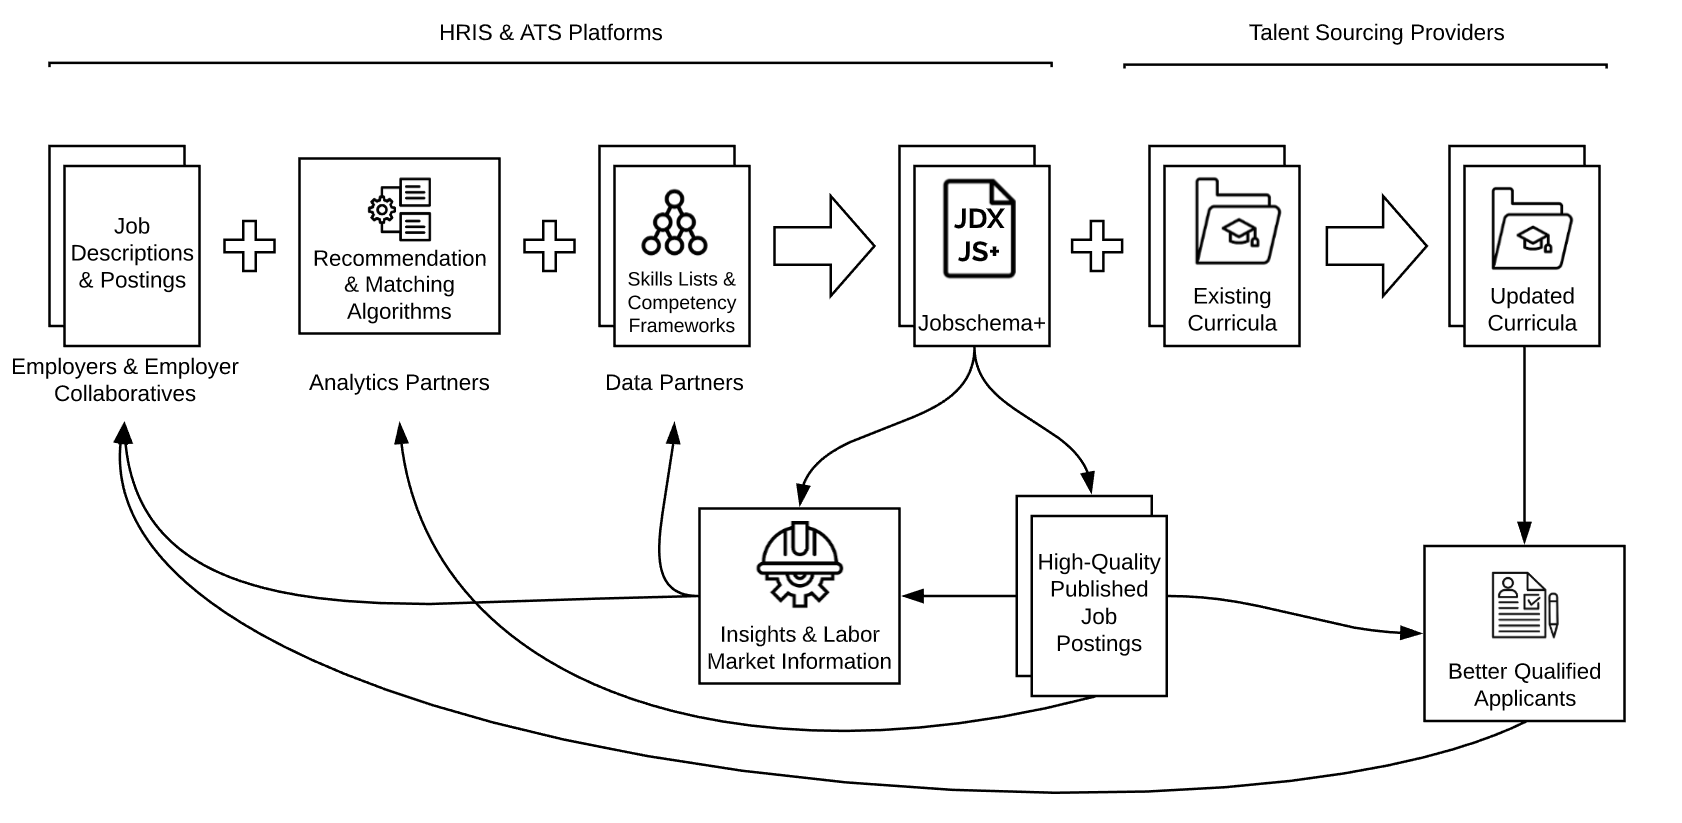 HRIS & ATS Platforms
Talent Sourcing Providers
Job
Descriptions
& Postings
Recommendation
& Matching
Algorithms
Skills Lists &
Competency
Frameworks
JDX
JS+
Jobschema+
Existing
Curricula
Updated
Curricula
Employers & Employer
Collaboratives
Analytics Partners
Data Partners
Insights & Labor
Market Information
High-Quality
Published
Job
Postings
Better Qualified
Applicants